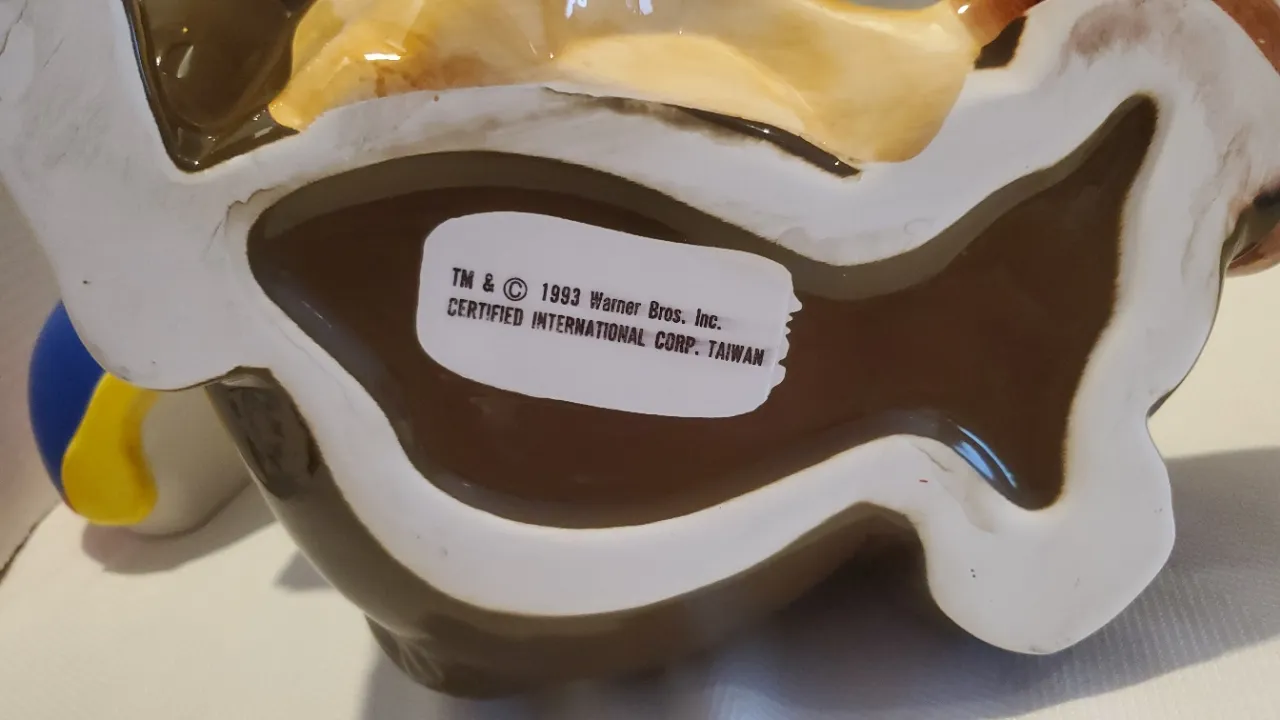 TM & © 1993 Warner Bros. Inc.
CERTIFIED INTERNATIONAL CORP. TAIWAN